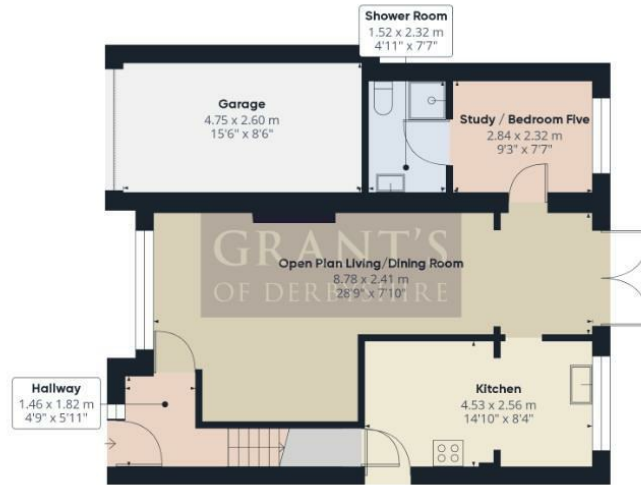 Shower Room
1.52 x 2.32 m
4'11" x 7'7"
Garage
4.75 x 2.60 m
15'6" x 8'6"
Study / Bedroom Five
2.84 x 2.32 m
9'3" x 7'7"
GRANT'S
OF DERBYSHIRE
Open Plan Living/Dining Room
8.78 x 2.41 m
28'9" x 7'10"
Hallway
1.46 x 1.82 m
4'9" x 5'11"
Kitchen
4.53 x 2.56 m
14'10" x 8'4"